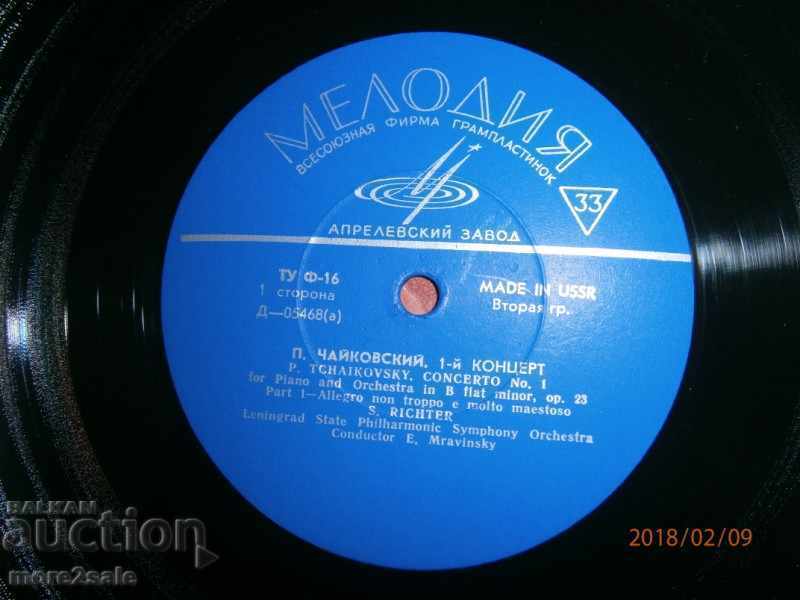 МЕЛОДИЯ
ВСЕСОЮЗНАЯ ФИРМА ГРАМПЛАСТИНОК
33
АПРЕЛЕВСКИЙ ЗАВОД
ТУ Ф-16
1 сторона
Д—05468(а)
MADE IN USSR
Вторая гр.
П. ЧАЙКОВСКИЙ. 1-й КОНЦЕРТ
P. TCHAIKOVSKY, CONCERTO No. 1
for Piano and Orchestra in B flat minor, op. 23
Part 1—Allegro non troppo e molto maestoso
S. RICHTER
Leningrad State Philharmonic Symphony Orchestra
Conductor E. Mravinsky
BALKAN
auction
more2sale
2018/02/09